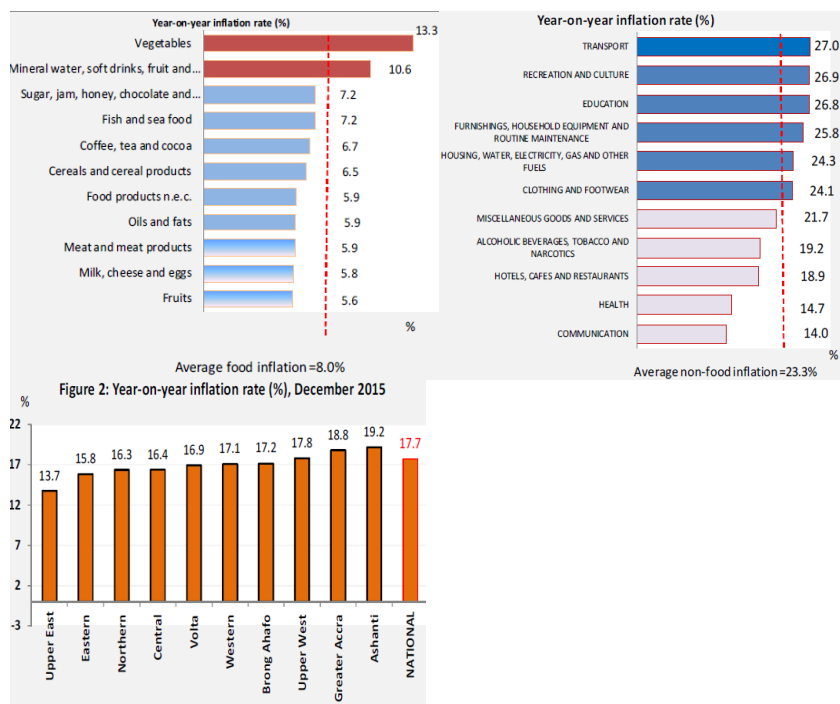 Year-on-year inflation rate (%)
Vegetables 13.3
Mineral water, soft drinks, fruit and... 10.6
Sugar, jam, honey, chocolate and... 7.2
Fish and sea food 7.2
Coffee, tea and cocoa 6.7
Cereals and cereal products 6.5
Food products n.e.c. 5.9
Oils and fats 5.9
Meat and meat products 5.9
Milk, cheese and eggs 5.8
Fruits 5.6
%
Average food inflation =8.0%
Year-on-year inflation rate (%)
TRANSPORT 27.0
RECREATION AND CULTURE 26.9
EDUCATION 26.8
FURNISHINGS, HOUSEHOLD EQUIPMENT AND
ROUTINE MAINTENANCE 25.8
HOUSING, WATER, ELECTRICITY, GAS AND OTHER
FUELS 24.3
CLOTHING AND FOOTWEAR 24.1
MISCELLANEOUS GOODS AND SERVICES 21.7
ALCOHOLIC BEVERAGES, TOBACCO AND
NARCOTICS 19.2
HOTELS, CAFES AND RESTAURANTS 18.9
HEALTH 14.7
COMMUNICATION 14.0
%
Average non-food inflation =23.3%
Figure 2: Year-on-year inflation rate (%), December 2015
%
22
17
12
7
2
-3
13.7 15.8 16.3 16.4 16.9 17.1 17.2 17.8 18.8 19.2 17.7
Upper East
Eastern
Northern
Central
Volta
Western
Brong Ahafo
Upper West
Greater Accra
Ashanti
NATIONAL